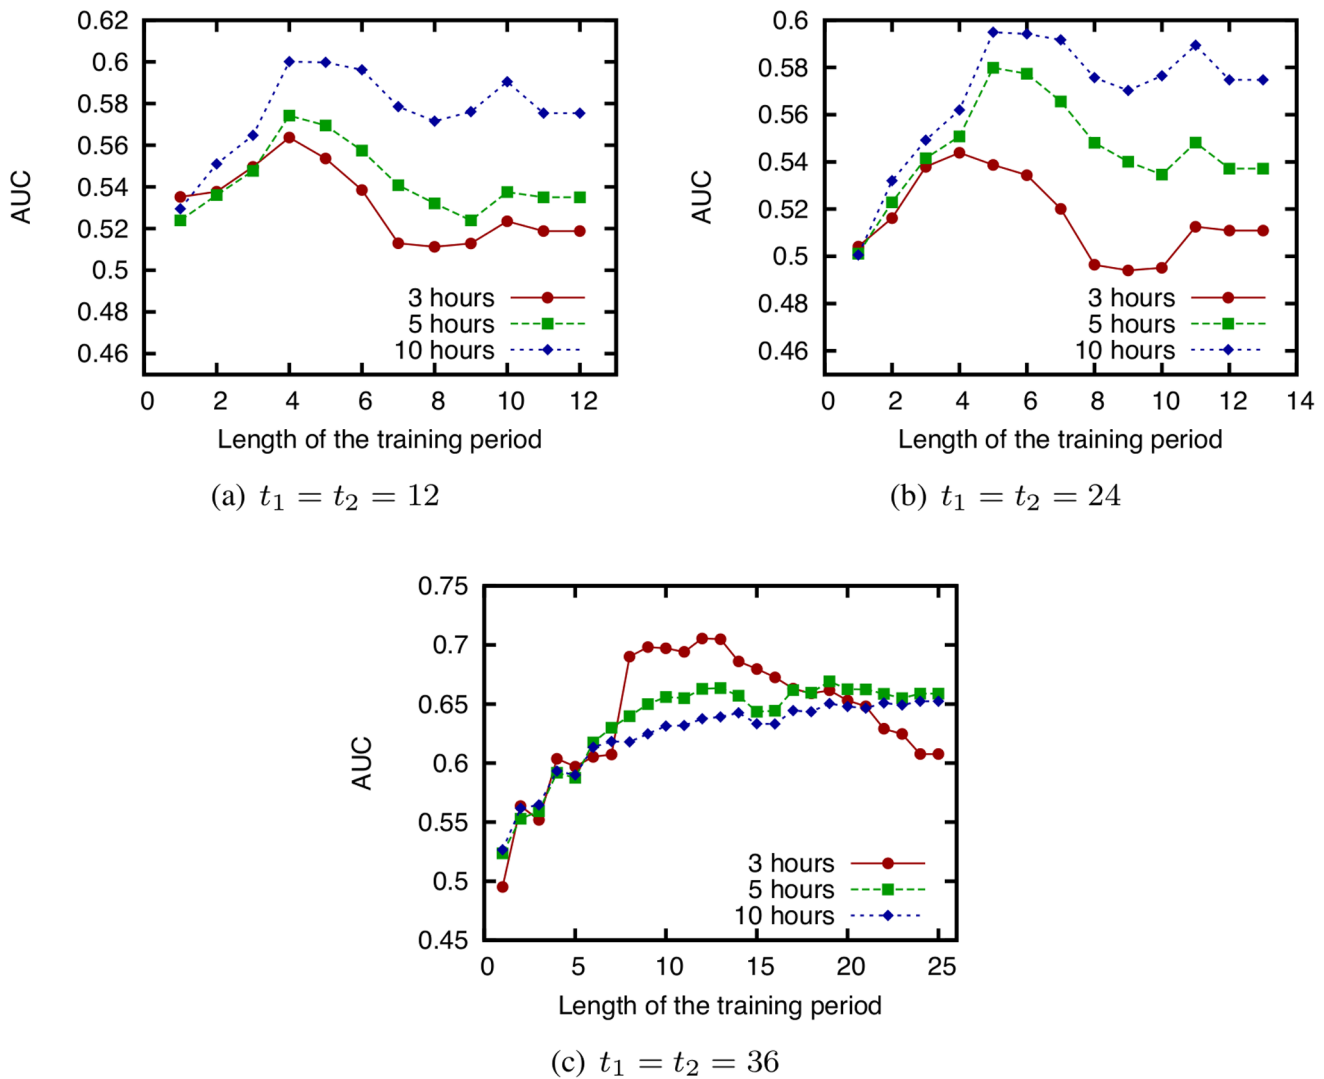 0.62
0.6
0.58
0.56
0.54
0.52
0.5
0.48
0.46
AUC
3 hours
5 hours
10 hours
0 2 4 6 8 10 12
Length of the training period
(a) t₁ = t₂ = 12
0.6
0.58
0.56
0.54
0.52
0.5
0.48
0.46
AUC
3 hours
5 hours
10 hours
0 2 4 6 8 10 12 14
Length of the training period
(b) t₁ = t₂ = 24
0.75
0.7
0.65
0.6
0.55
0.5
0.45
AUC
3 hours
5 hours
10 hours
0 5 10 15 20 25
Length of the training period
(c) t₁ = t₂ = 36